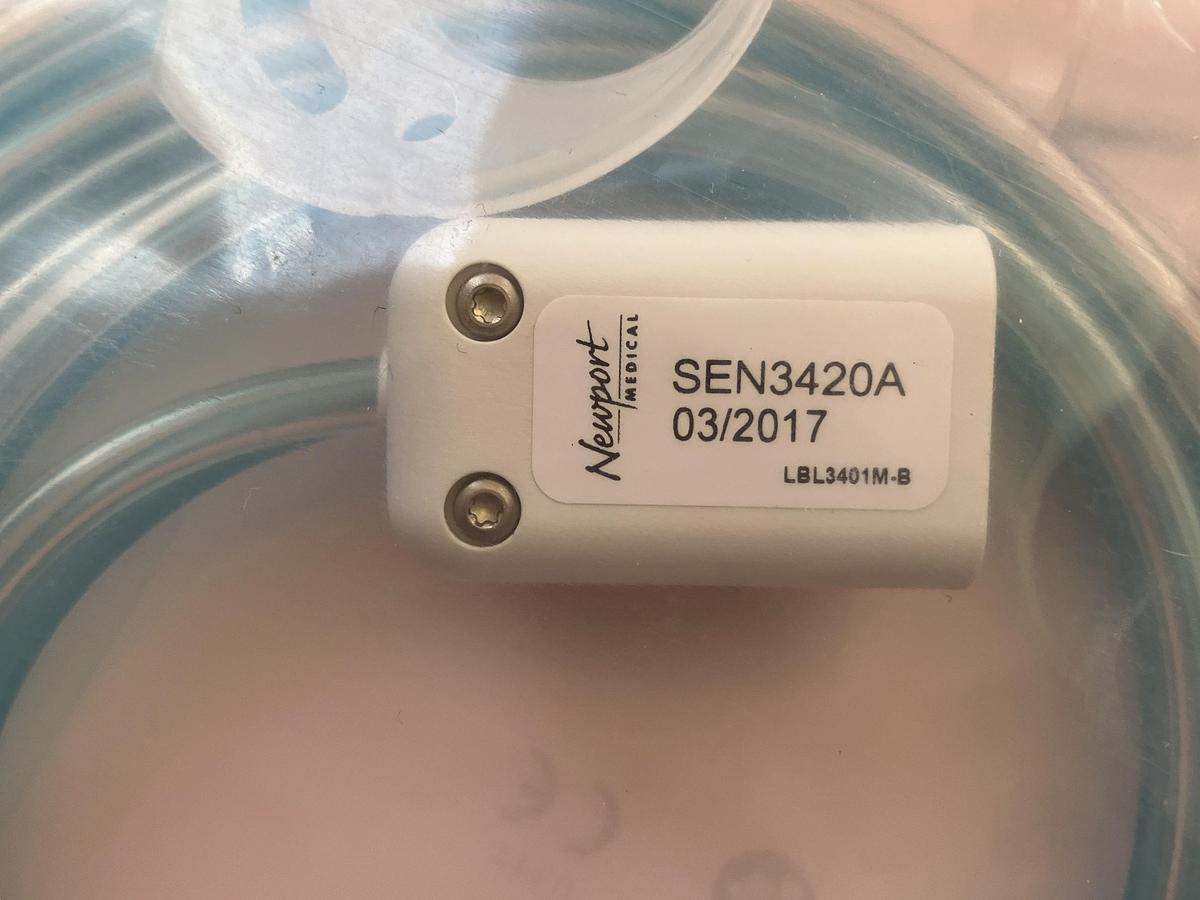 Newport
MEDICAL
SEN3420A
03/2017
LBL3401M-B